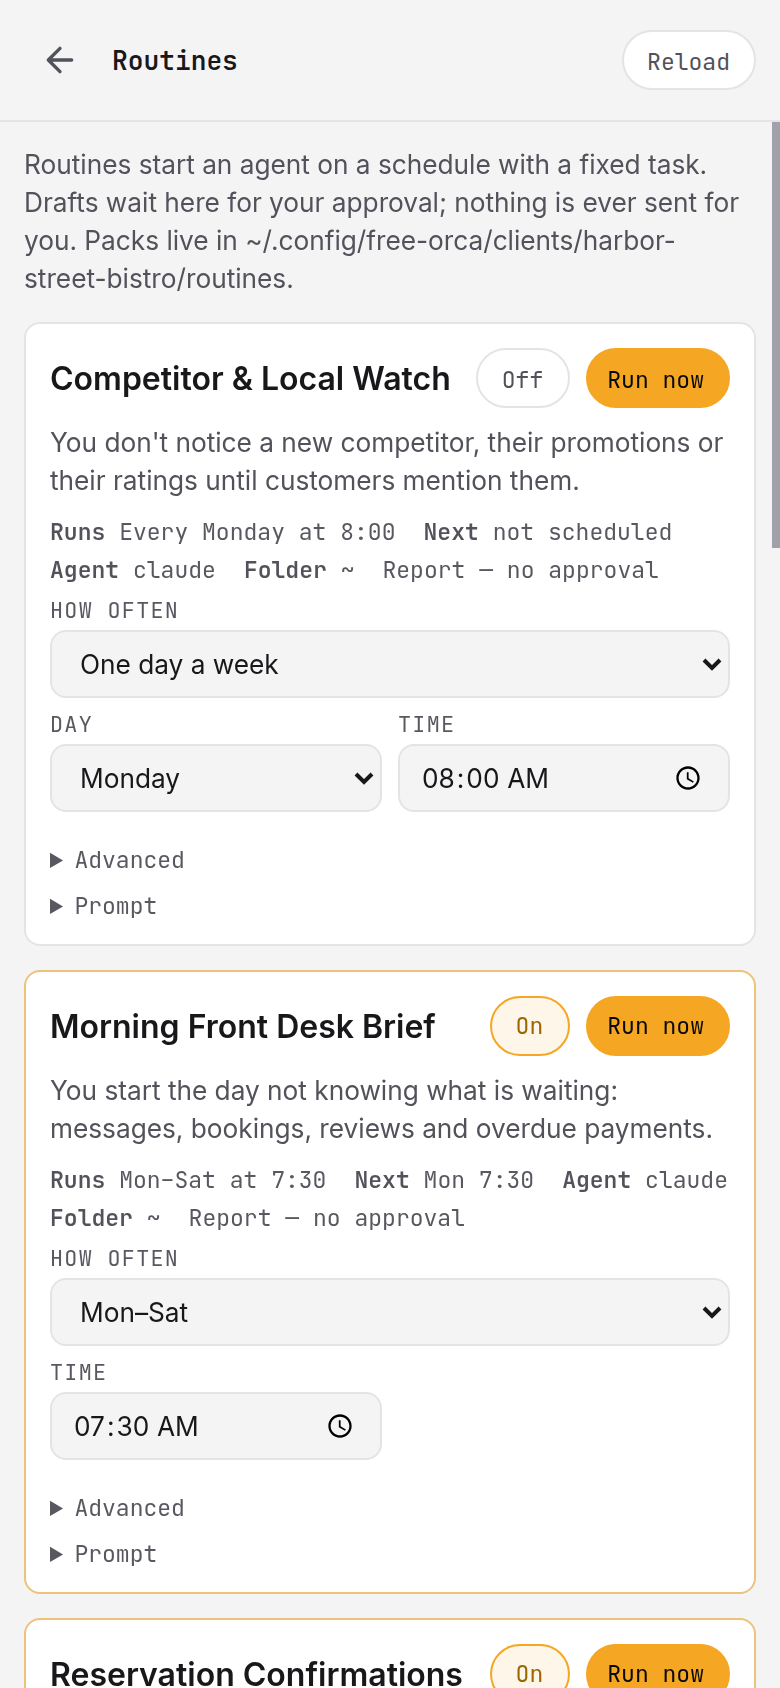 Routines
Reload
Routines start an agent on a schedule with a fixed task.
Drafts wait here for your approval; nothing is ever sent for
you. Packs live in ~/.config/free-orca/clients/harbor-
street-bistro/routines.
Competitor & Local Watch
Off
Run now
You don't notice a new competitor, their promotions or
their ratings until customers mention them.
Runs Every Monday at 8:00 Next not scheduled
Agent claude Folder ~ Report — no approval
HOW OFTEN
One day a week
DAY
TIME
Monday
08:00 AM
Advanced
Prompt
Morning Front Desk Brief
On
Run now
You start the day not knowing what is waiting:
messages, bookings, reviews and overdue payments.
Runs Mon–Sat at 7:30 Next Mon 7:30 Agent claude
Folder ~ Report — no approval
HOW OFTEN
Mon–Sat
TIME
07:30 AM
Advanced
Prompt
Reservation Confirmations
On
Run now